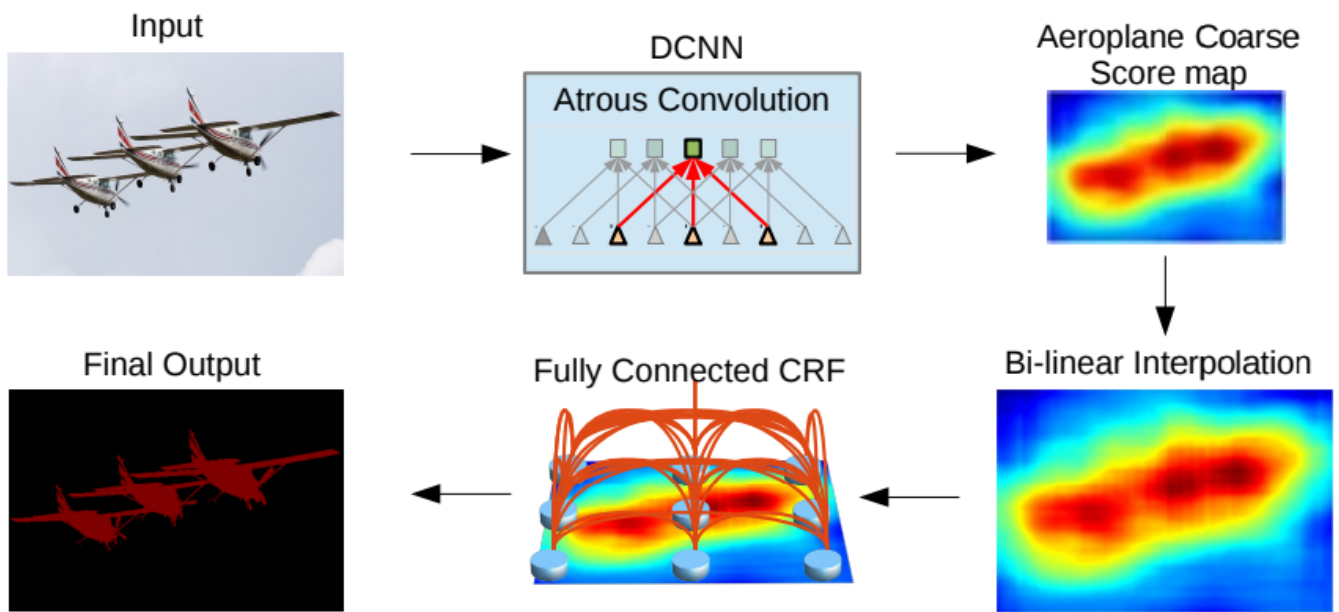 Input
DCNN
Atrous Convolution
Aeroplane Coarse
Score map
Final Output
Fully Connected CRF
Bi-linear Interpolation